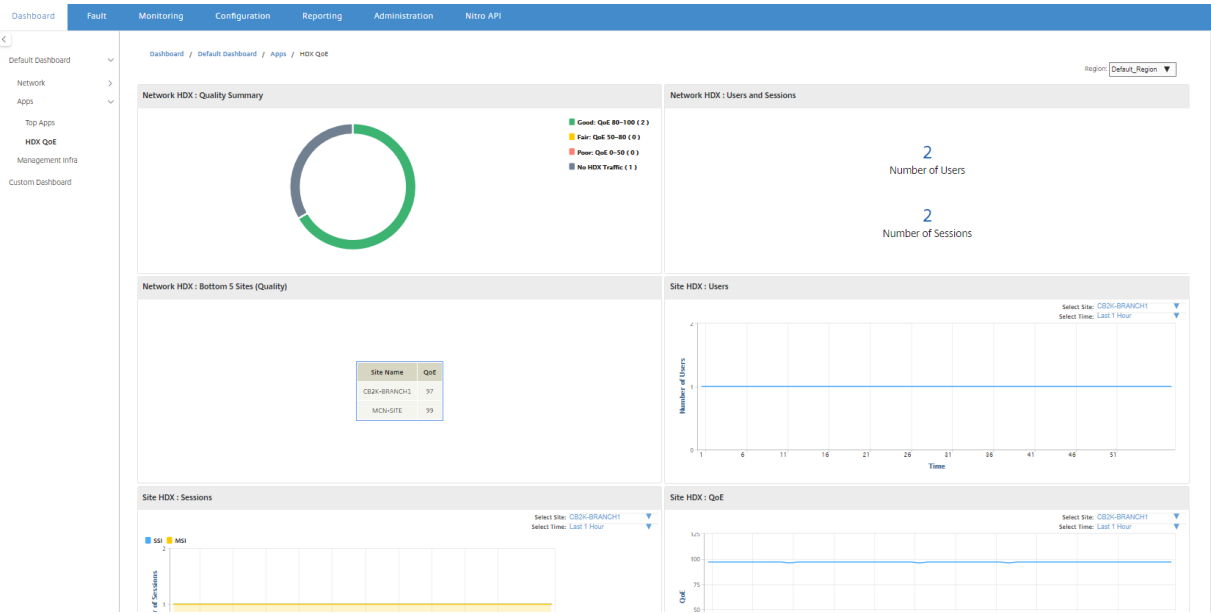 Dashboard Fault Monitoring Configuration Reporting Administration Nitro API
<
Default Dashboard
Network
Apps
Top Apps
HDX QoE
Management Infra
Custom Dashboard
Dashboard / Default Dashboard / Apps / HDX QoE
Region: Default_Region
Network HDX : Quality Summary
Good: QoE 80-100 ( 2 )
Fair: QoE 50-80 ( 0 )
Poor: QoE 0-50 ( 0 )
No HDX Traffic ( 1 )
Network HDX : Users and Sessions
2
Number of Users
2
Number of Sessions
Network HDX : Bottom 5 Sites (Quality)
Site Name QoE
CB2K-BRANCH1 97
MCN-SITE 99
Site HDX : Users
Select Site: CB2K-BRANCH1
Select Time: Last 1 Hour
2
1
0
Number of Users
1 6 11 16 21 26 31 36 41 46 51
Time
Site HDX : Sessions
Select Site: CB2K-BRANCH1
Select Time: Last 1 Hour
SSI MSI
2
1
of Sessions
Site HDX : QoE
Select Site: CB2K-BRANCH1
Select Time: Last 1 Hour
125
100
75
50
QoE